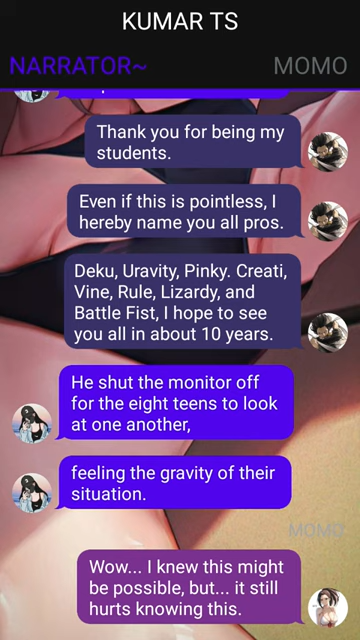 KUMAR TS
NARRATOR~
MOMO
Thank you for being my
students.
Even if this is pointless, I
hereby name you all pros.
Deku, Uravity, Pinky. Creati,
Vine, Rule, Lizardy, and
Battle Fist, I hope to see
you all in about 10 years.
He shut the monitor off
for the eight teens to look
at one another,
feeling the gravity of their
situation.
MOMO
Wow... I knew this might
be possible, but... it still
hurts knowing this.